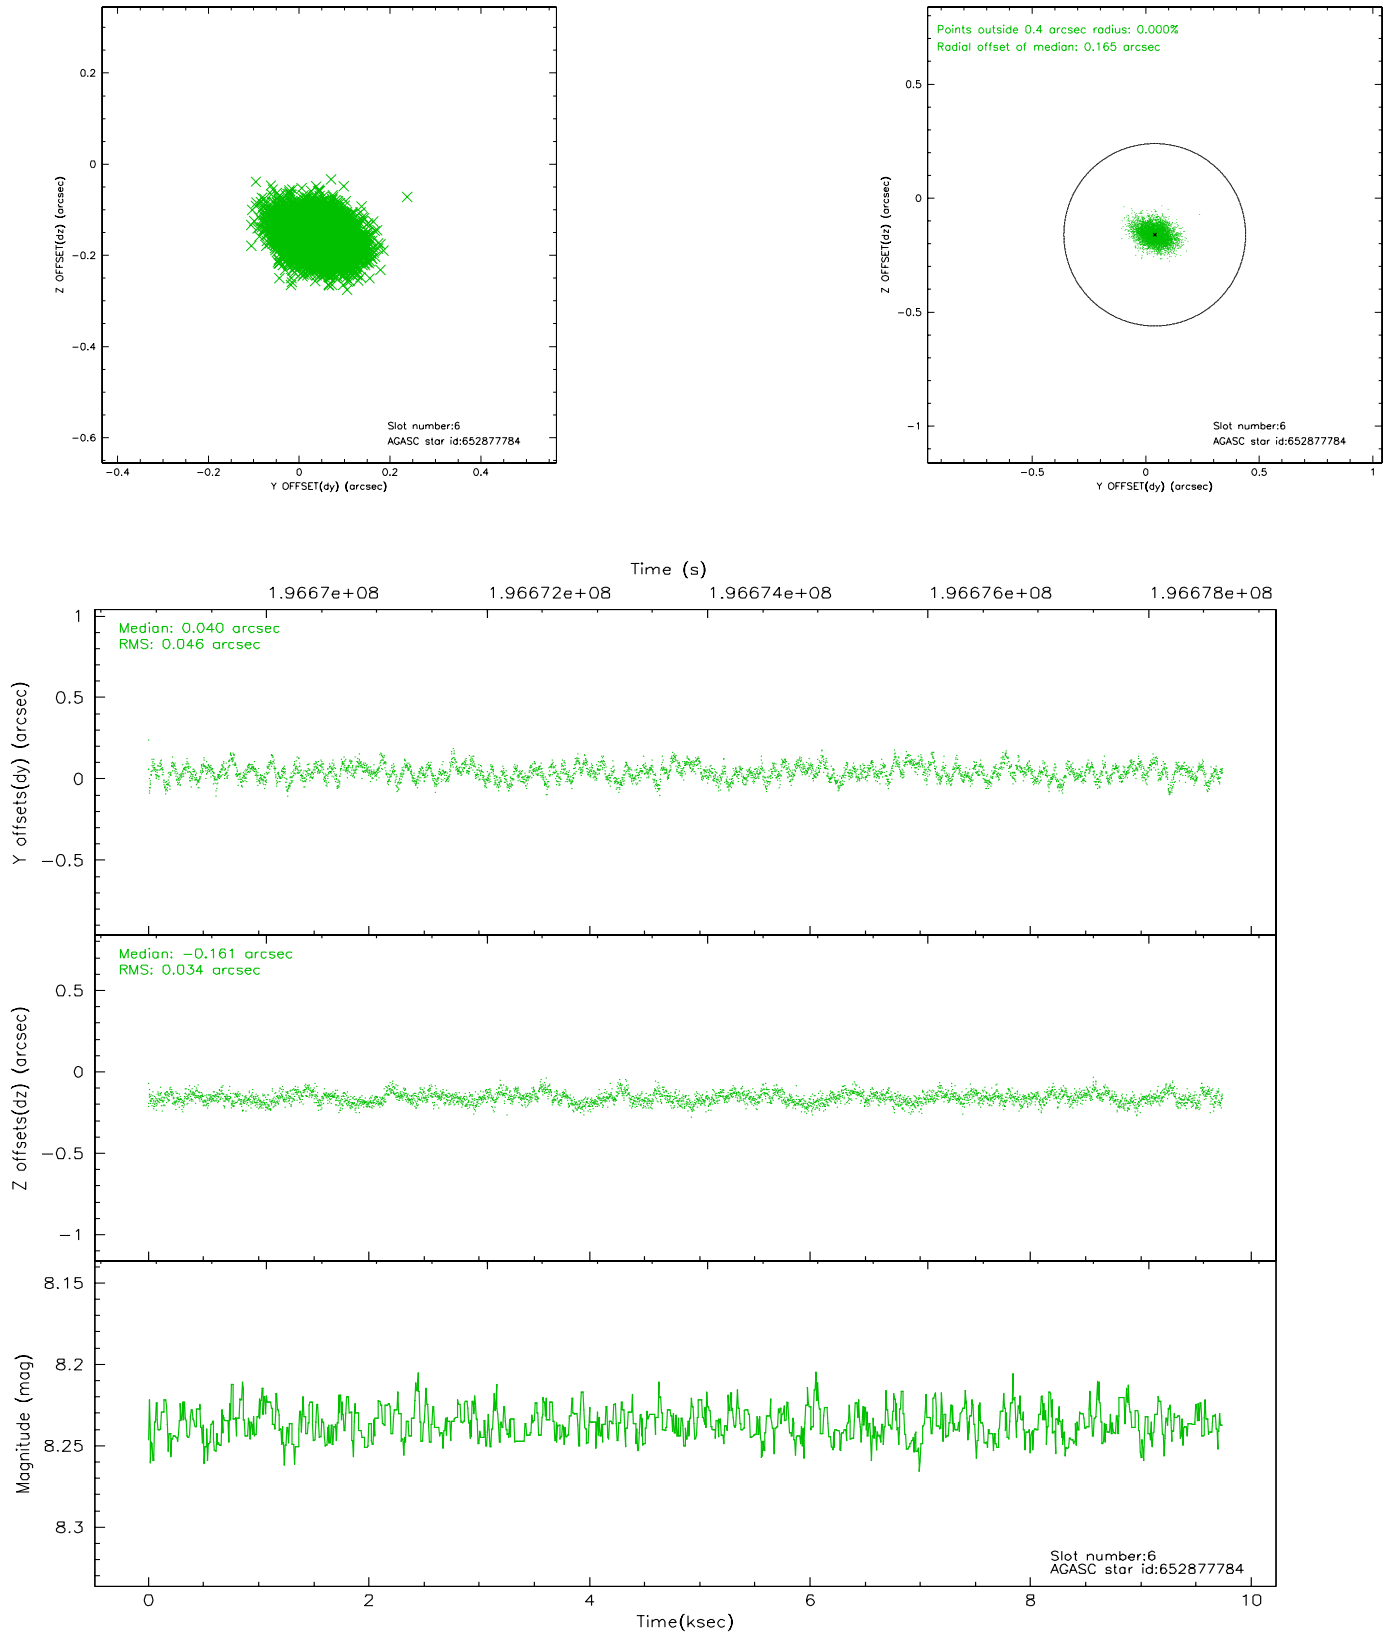 0.2
0
-0.2
-0.4
-0.6
Z OFFSET(dz) (arcsec)
Slot number:6
AGASC star id:652877784
-0.4 -0.2 0 0.2 0.4
Y OFFSET(dy) (arcsec)
Points outside 0.4 arcsec radius: 0.000%
Radial offset of median: 0.165 arcsec
0.5
0
-0.5
-1
Z OFFSET(dz) (arcsec)
Slot number:6
AGASC star id:652877784
-0.5 0 0.5 1
Y OFFSET(dy) (arcsec)
Time (s)
1.9667e+08 1.96672e+08 1.96674e+08 1.96676e+08 1.96678e+08
Median: 0.040 arcsec
RMS: 0.046 arcsec
1
0.5
0
-0.5
Y offsets(dy) (arcsec)
Median: -0.161 arcsec
RMS: 0.034 arcsec
0.5
0
-0.5
-1
Z offsets(dz) (arcsec)
8.15
8.2
8.25
8.3
Magnitude (mag)
Slot number:6
AGASC star id:652877784
0 2 4 6 8 10
Time(ksec)